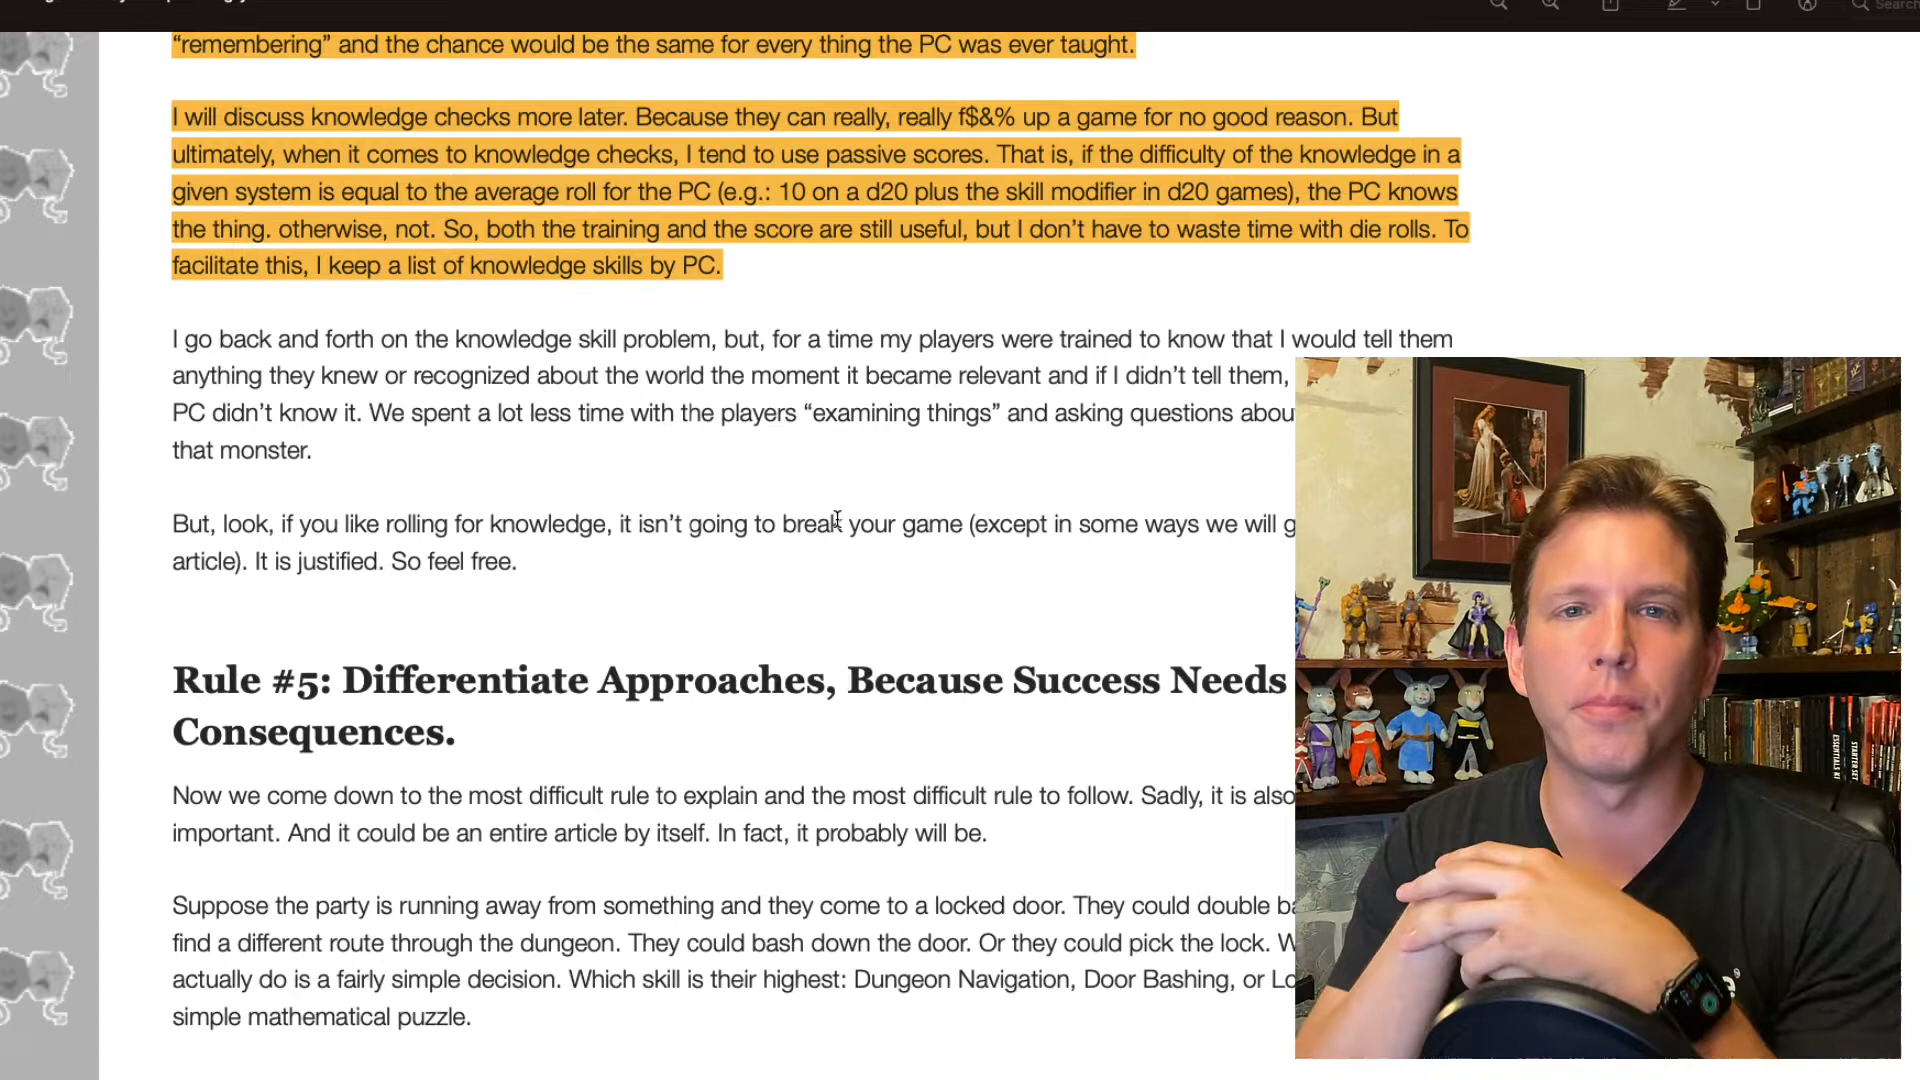 Search
“remembering” and the chance would be the same for every thing the PC was ever taught.
I will discuss knowledge checks more later. Because they can really, really f$&% up a game for no good reason. But
ultimately, when it comes to knowledge checks, I tend to use passive scores. That is, if the difficulty of the knowledge in a
given system is equal to the average roll for the PC (e.g.: 10 on a d20 plus the skill modifier in d20 games), the PC knows
the thing. otherwise, not. So, both the training and the score are still useful, but I don’t have to waste time with die rolls. To
facilitate this, I keep a list of knowledge skills by PC.
I go back and forth on the knowledge skill problem, but, for a time my players were trained to know that I would tell them
anything they knew or recognized about the world the moment it became relevant and if I didn’t tell them,
PC didn’t know it. We spent a lot less time with the players “examining things” and asking questions abou
that monster.
But, look, if you like rolling for knowledge, it isn’t going to break your game (except in some ways we will g
article). It is justified. So feel free.
Rule #5: Differentiate Approaches, Because Success Needs
Consequences.
Now we come down to the most difficult rule to explain and the most difficult rule to follow. Sadly, it is also
important. And it could be an entire article by itself. In fact, it probably will be.
Suppose the party is running away from something and they come to a locked door. They could double ba
find a different route through the dungeon. They could bash down the door. Or they could pick the lock. W
actually do is a fairly simple decision. Which skill is their highest: Dungeon Navigation, Door Bashing, or Lo
simple mathematical puzzle.
ESSENTIALS KIT
STARTER SET